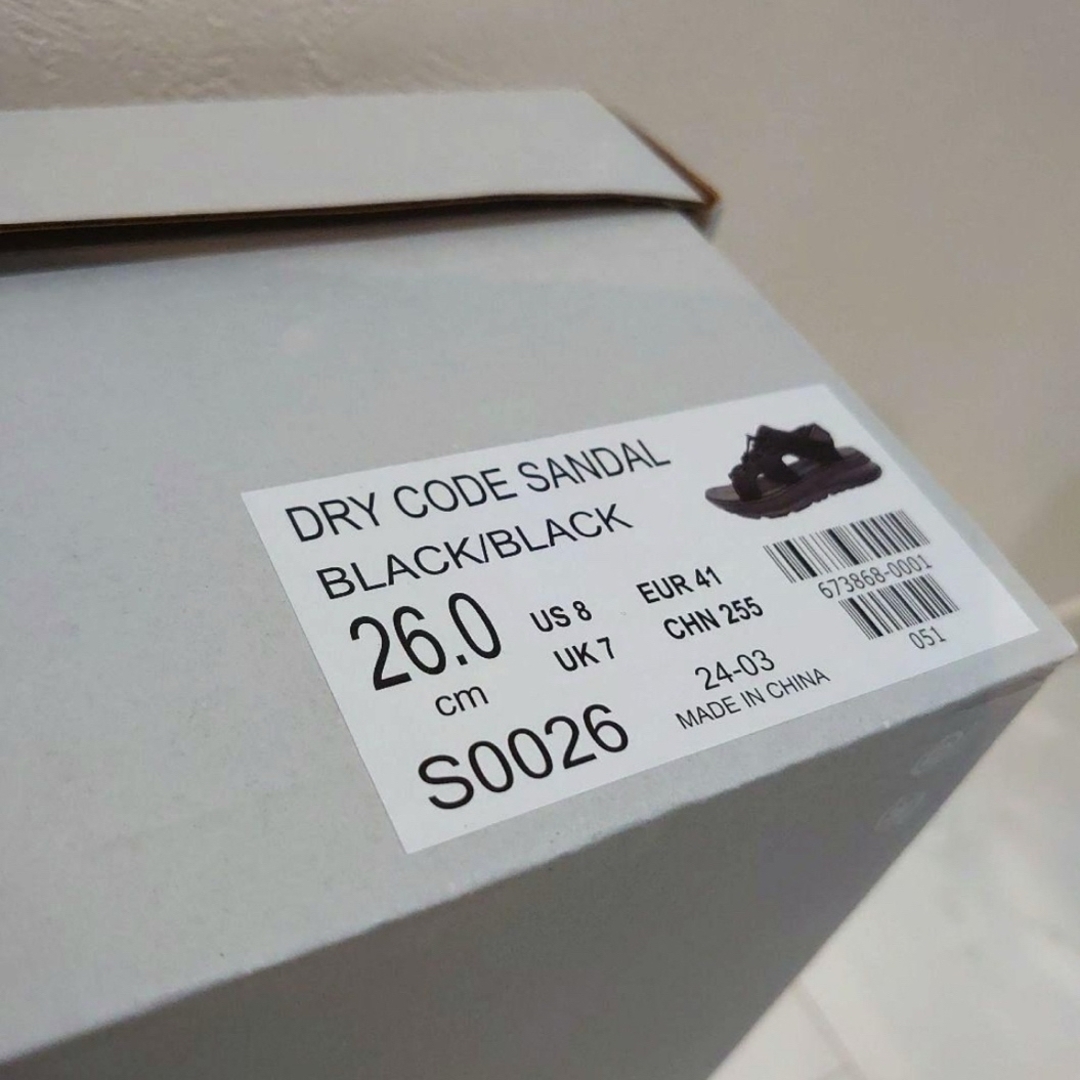 DRY CODE SANDAL
BLACK/BLACK
26.0
cm
US 8
EUR 41
UK 7
CHN 255
S0026
24-03
MADE IN CHINA
673868-0001
051